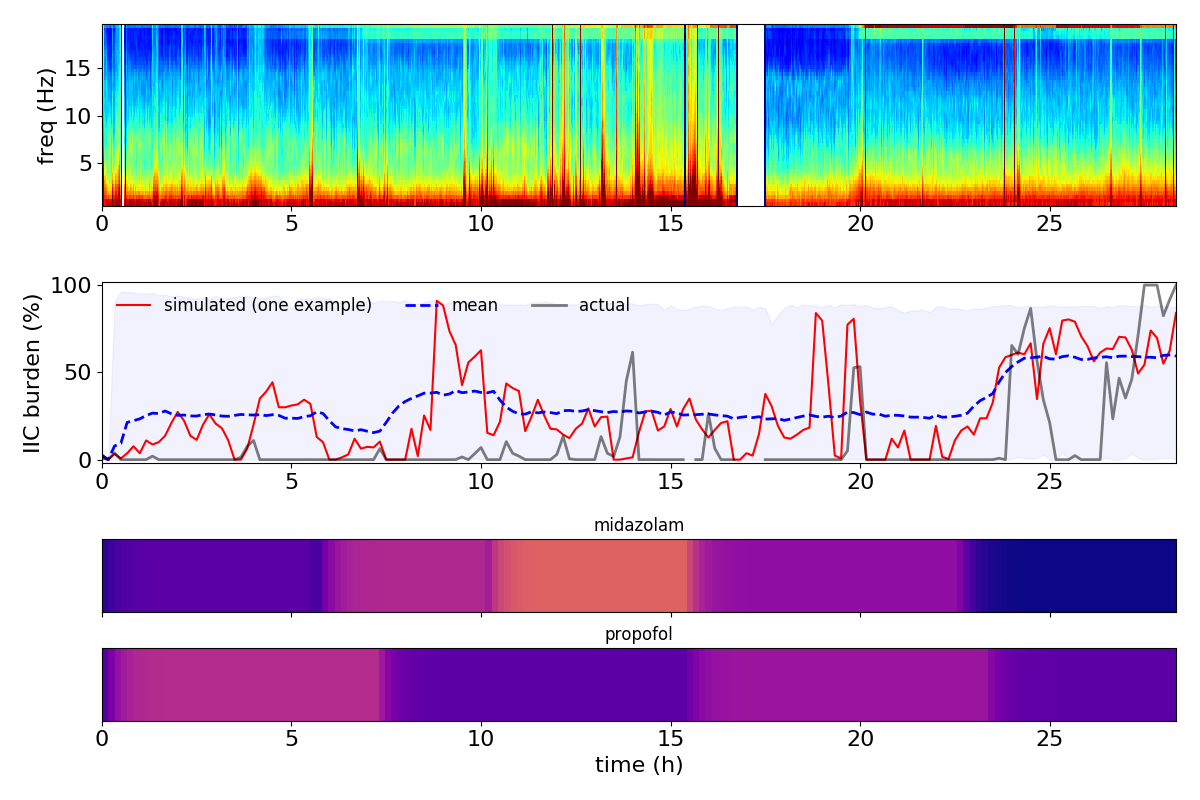 freq (Hz)
15
10
5
0 5 10 15 20 25
IIC burden (%)
100
50
0
simulated (one example) mean actual
0 5 10 15 20 25
midazolam
propofol
0 5 10 15 20 25
time (h)